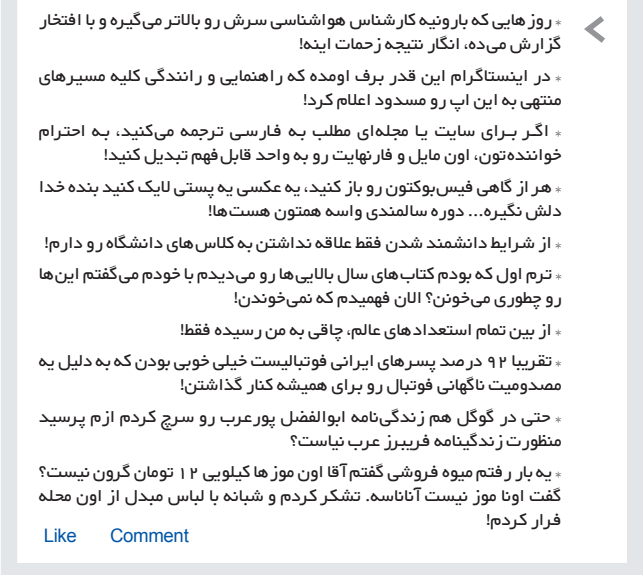 * روزهایی که بارونیه کارشناس هواشناسی سرش رو بالاتر می‌گیره و با افتخار
گزارش می‌ده، انگار نتیجه زحمات اینه!
* در اینستاگرام این قدر برف اومده که راهنمایی و رانندگی کلیه مسیرهای
منتهی به این اپ رو مسدود اعلام کرد!
* اگر برای سایت یا مجله‌ای مطلب به فارسی ترجمه می‌کنید، به احترام
خواننده‌تون، اون مایل و فارنهایت رو به واحد قابل فهم تبدیل کنید!
* هر از گاهی فیس‌بوکتون رو باز کنید، یه عکسی یه پستی لایک کنید بنده خدا
دلش نگیره... دوره سالمندی واسه همتون هست ها!
* از شرایط دانشمند شدن فقط علاقه نداشتن به کلاس های دانشگاه رو دارم!
* ترم اول که بودم کتاب های سال بالایی‌ها رو می‌دیدم با خودم می‌گفتم این‌ها
رو چطوری می‌خونن؟ الان فهمیدم که نمی‌خوندن!
* از بین تمام استعدادهای عالم، چاقی به من رسیده فقط!
* تقریبا ۹۲ درصد پسرهای ایرانی فوتبالیست خیلی خوبی بودن که به دلیل یه
مصدومیت ناگهانی فوتبال رو برای همیشه کنار گذاشتن!
* حتی در گوگل هم زندگی‌نامه ابوالفضل پورعرب رو سرچ کردم ازم پرسید
منظورت زندگینامه فریبرز عرب نیاست؟
* یه بار رفتم میوه فروشی گفتم آقا اون موز ها کیلویی ۱۲ تومان گرون نیست؟
گفت اونا موز نیست آناناسه. تشکر کردم و شبانه با لباس مبدل از اون محله
فرار کردم!
Like Comment